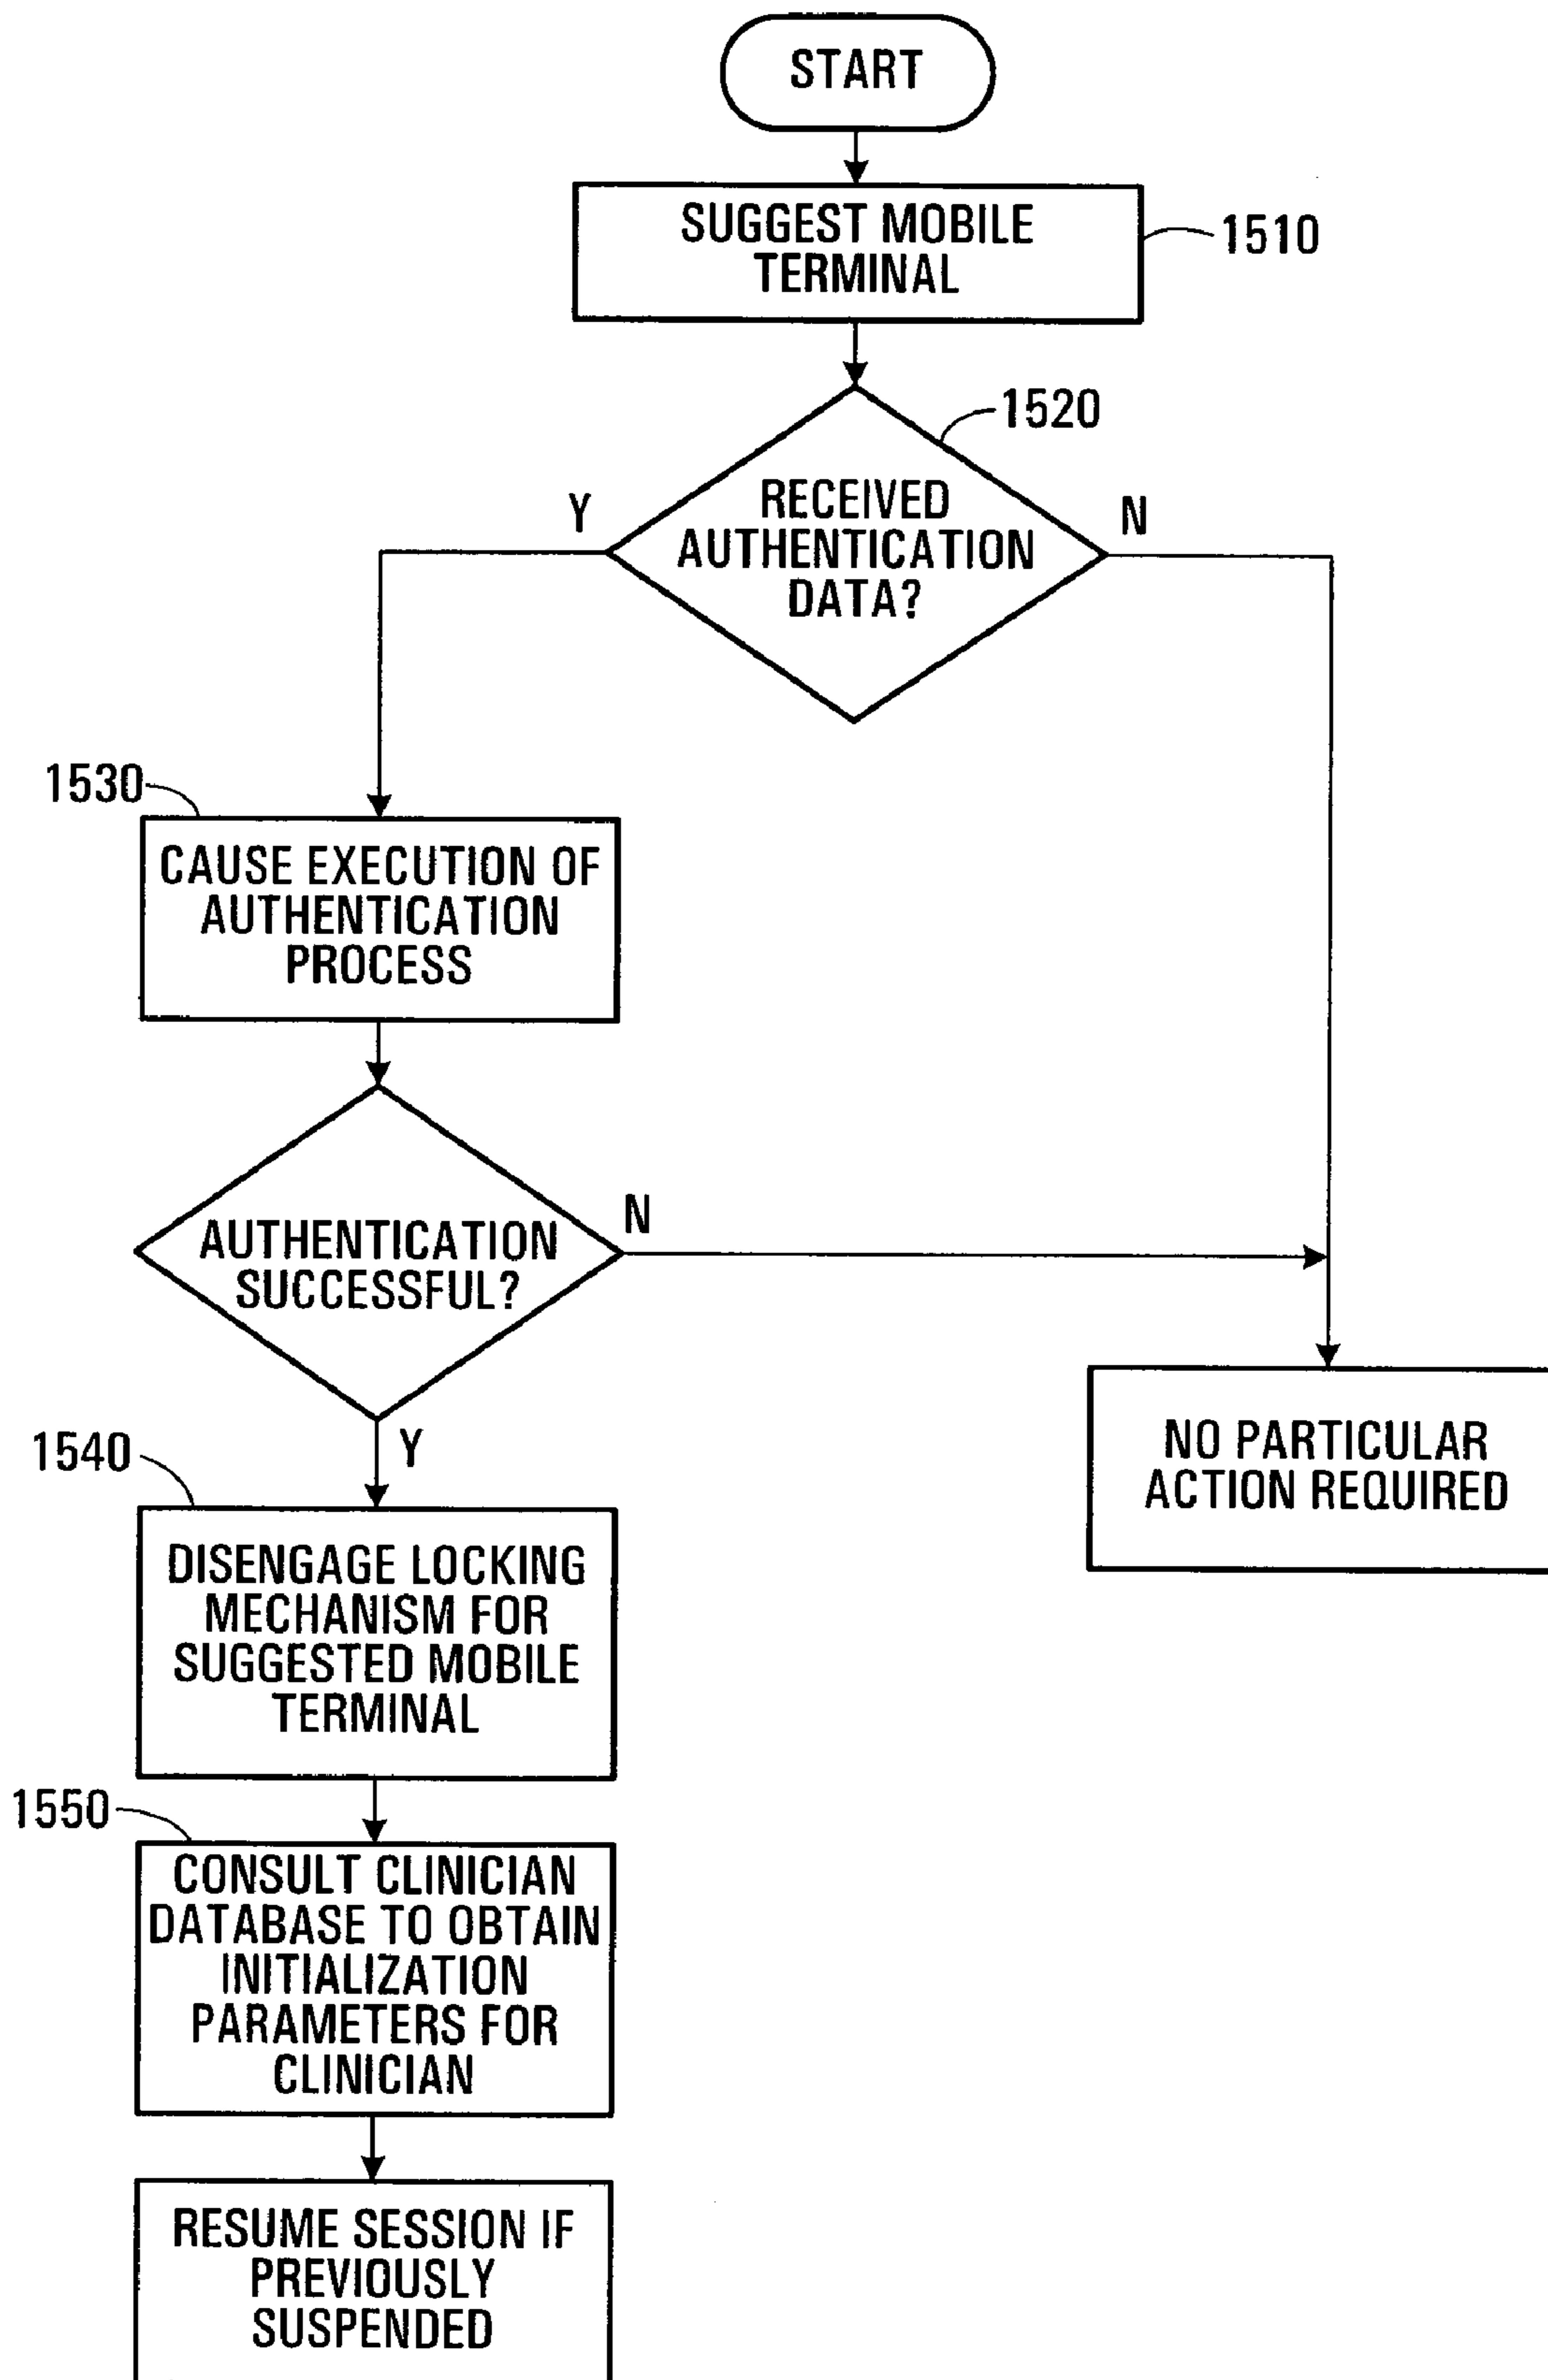 START
SUGGEST MOBILE
TERMINAL
1510
1520
RECEIVED
AUTHENTICATION
DATA?
Y
N
1530
CAUSE EXECUTION OF
AUTHENTICATION
PROCESS
AUTHENTICATION
SUCCESSFUL?
N
Y
NO PARTICULAR
ACTION REQUIRED
1540
DISENGAGE LOCKING
MECHANISM FOR
SUGGESTED MOBILE
TERMINAL
1550
CONSULT CLINICIAN
DATABASE TO OBTAIN
INITIALIZATION
PARAMETERS FOR
CLINICIAN
RESUME SESSION IF
PREVIOUSLY
SUSPENDED